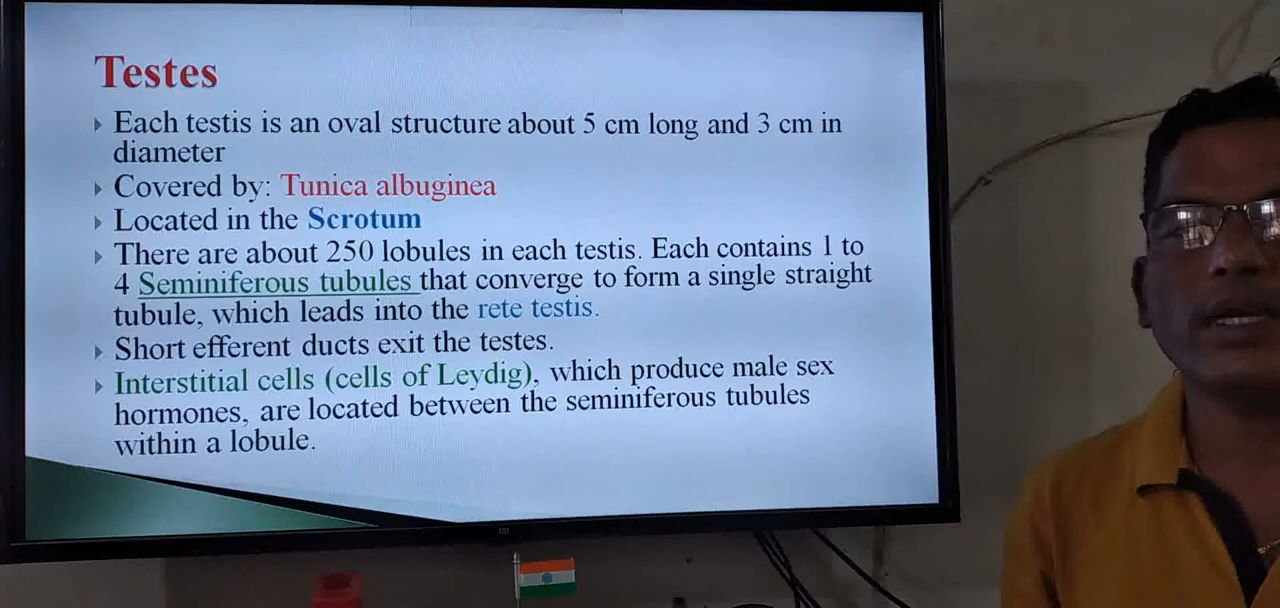 Testes
Each testis is an oval structure about 5 cm long and 3 cm in
diameter
Covered by: Tunica albuginea
Located in the Scrotum
There are about 250 lobules in each testis. Each contains 1 to
4 Seminiferous tubules that converge to form a single straight
tubule, which leads into the rete testis.
Short efferent ducts exit the testes.
Interstitial cells (cells of Leydig), which produce male sex
hormones, are located between the seminiferous tubules
within a lobule.
mi